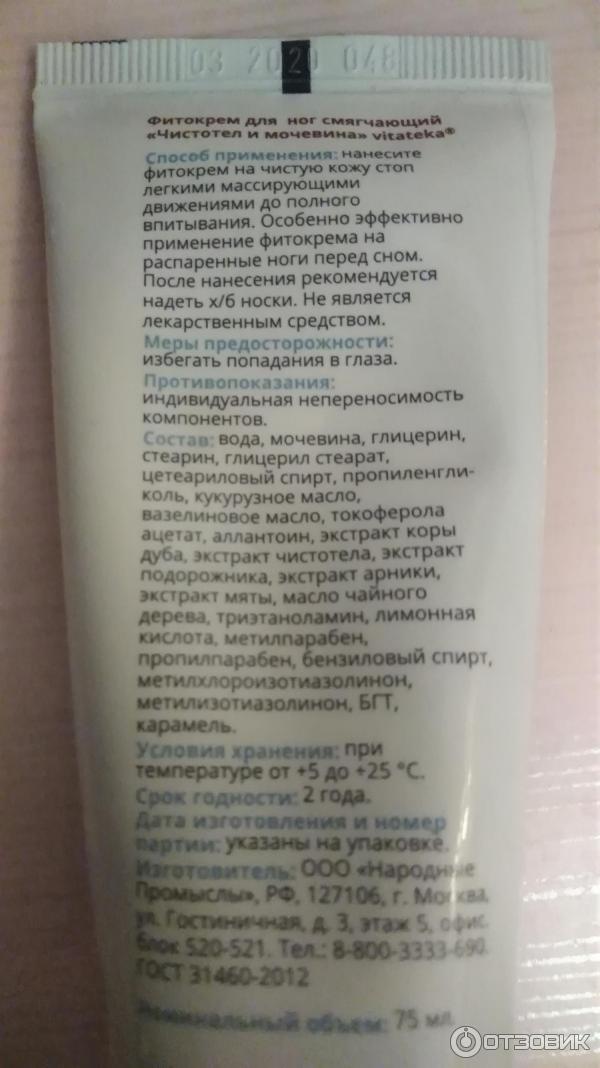 03 2020 048
Фитокрем для ног смягчающий
«Чистотел и мочевина» vitateka®
Способ применения: нанесите
фитокрем на чистую кожу стоп
легкими массирующими
движениями до полного
впитывания. Особенно эффективно
применение фитокрема на
распаренные ноги перед сном.
После нанесения рекомендуется
надеть х/б носки. Не является
лекарственным средством.
Меры предосторожности:
избегать попадания в глаза.
Противопоказания:
индивидуальная непереносимость
компонентов.
Состав: вода, мочевина, глицерин,
стеарин, глицерил стеарат,
цетеариловый спирт, пропиленгли-
коль, кукурузное масло,
вазелиновое масло, токоферола
ацетат, аллантоин, экстракт коры
дуба, экстракт чистотела, экстракт
подорожника, экстракт арники,
экстракт мяты, масло чайного
дерева, триэтаноламин, лимонная
кислота, метилпарабен,
пропилпарабен, бензиловый спирт,
метилхлороизотиазолинон,
метилизотиазолинон, БГТ,
карамель.
Условия хранения: при
температуре от +5 до +25 °С.
Срок годности: 2 года.
Дата изготовления и номер
партии: указаны на упаковке.
Изготовитель: ООО «Народные
Промыслы», РФ, 127106, г. Москва,
ул. Гостиничная, д. 3, этаж 5, офис.
блок 520-521. Тел.: 8-800-3333-690.
ГОСТ 31460-2012
Номинальный объем: 75 мл.
ОТЗОВИК